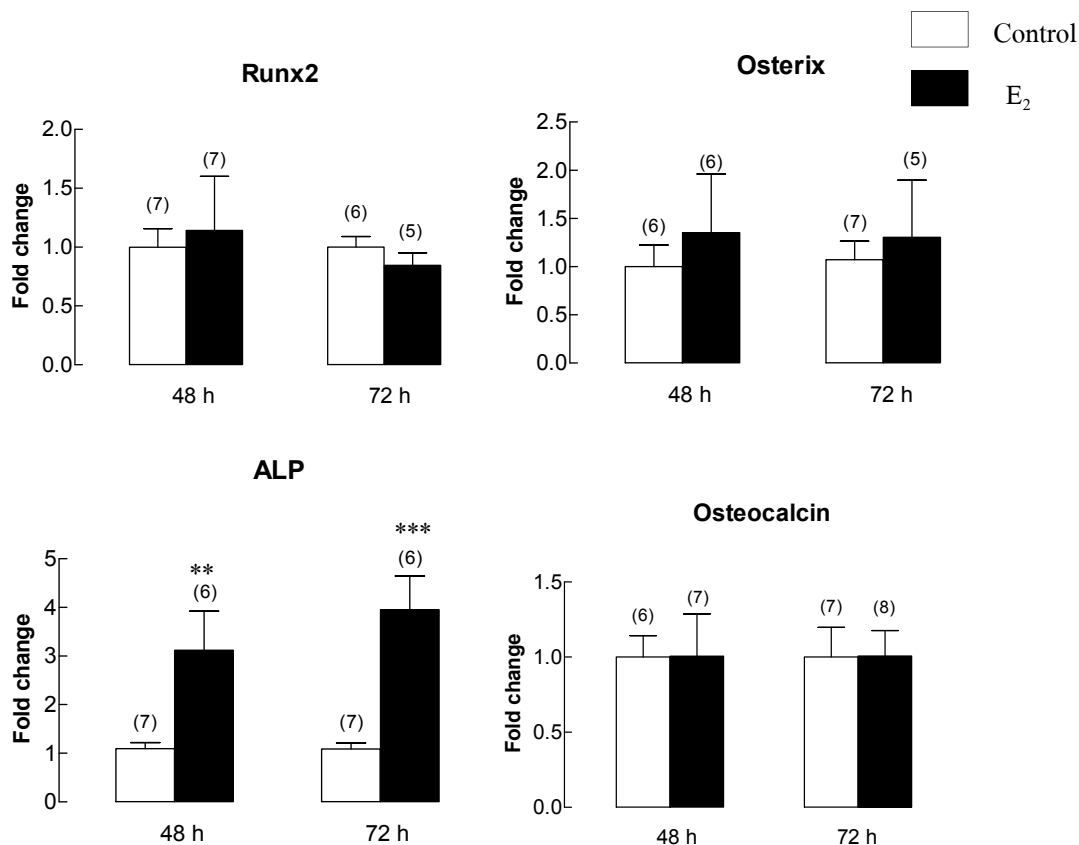 Control
E₂
Runx2
Fold change
2.0
1.5
1.0
0.5
0.0
(7)
(7)
(6)
(5)
48 h
72 h
Osterix
Fold change
2.5
2.0
1.5
1.0
0.5
0.0
(6)
(6)
(7)
(5)
48 h
72 h
ALP
Fold change
5
4
3
2
1
0
(7)
**
(6)
(7)
***
(6)
48 h
72 h
Osteocalcin
Fold change
1.5
1.0
0.5
0.0
(6)
(7)
(7)
(8)
48 h
72 h